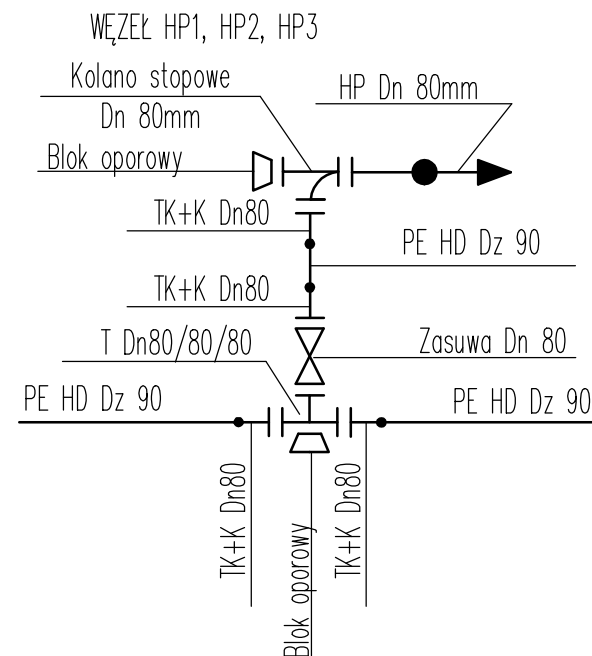 WĘZEŁ HP1, HP2, HP3
Kolano stopowe
Dn 80mm
HP Dn 80mm
Blok oporowy
TK+K Dn80
PE HD Dz 90
TK+K Dn80
T Dn80/80/80
Zasuwa Dn 80
PE HD Dz 90
PE HD Dz 90
TK+K Dn80
Blok oporowy
TK+K Dn80